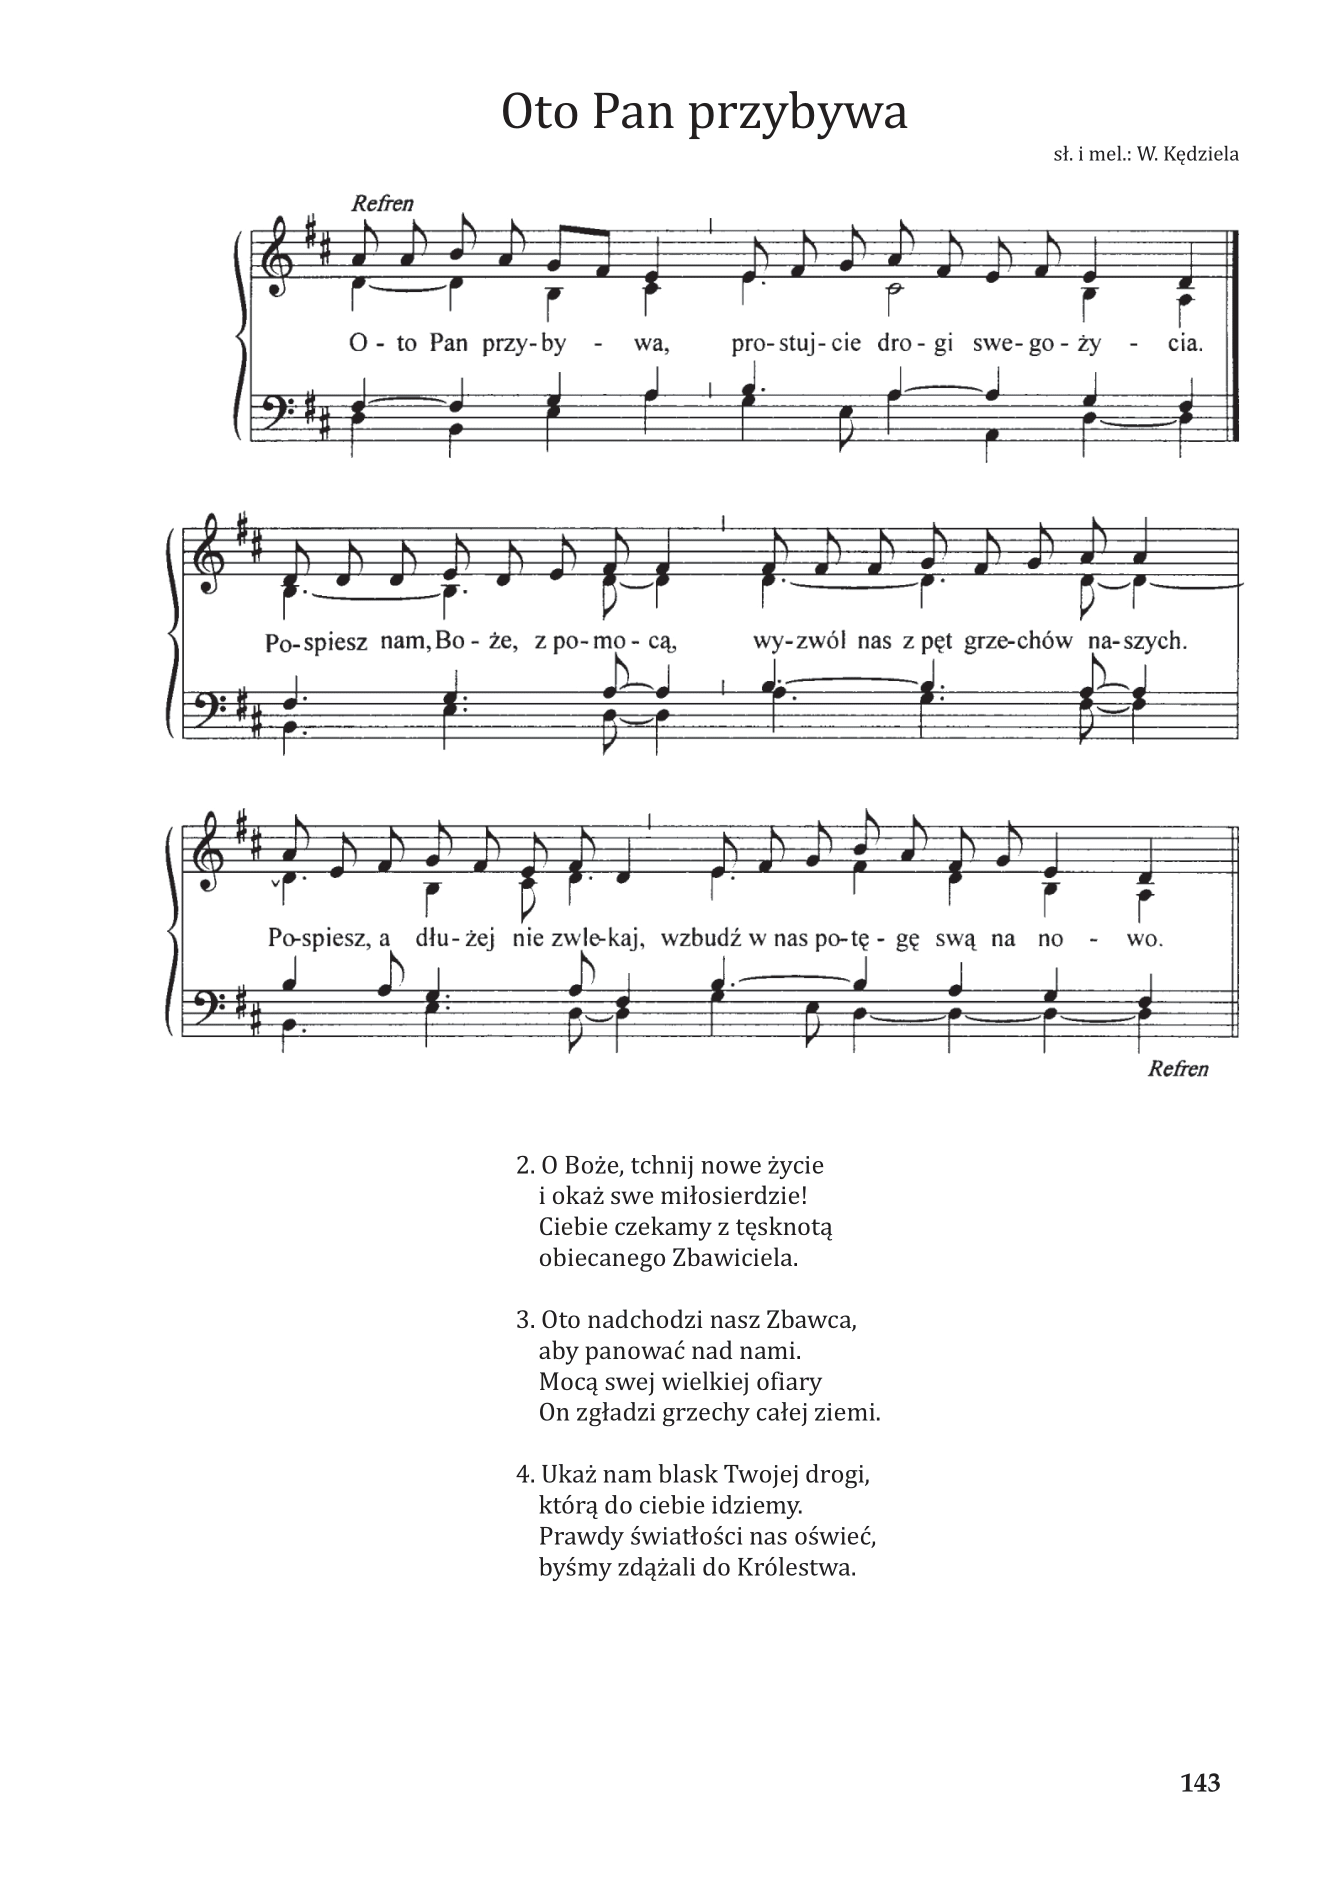 Oto Pan przybywa
sł. i mel.: W. Kędziela
Refren
O - to Pan przy - by - wa, pro - stuj - cie dro - gi swe - go - ży - cia.
Po - spiesz nam, Bo - że, z po - mo - cą, wy - zwól nas z pęt grze - chów na - szych.
Po - spiesz, a dłu - żej nie zwle - kaj, wzbudź w nas po - tę - gę swą na no - wo.
Refren
2. O Boże, tchnij nowe życie
i okaż swe miłosierdzie!
Ciebie czekamy z tęsknotą
obiecanego Zbawiciela.
3. Oto nadchodzi nasz Zbawca,
aby panować nad nami.
Mocą swej wielkiej ofiary
On zgładzi grzechy całej ziemi.
4. Ukaż nam blask Twojej drogi,
którą do ciebie idziemy.
Prawdy światłości nas oświeć,
byśmy zdążali do Królestwa.
143